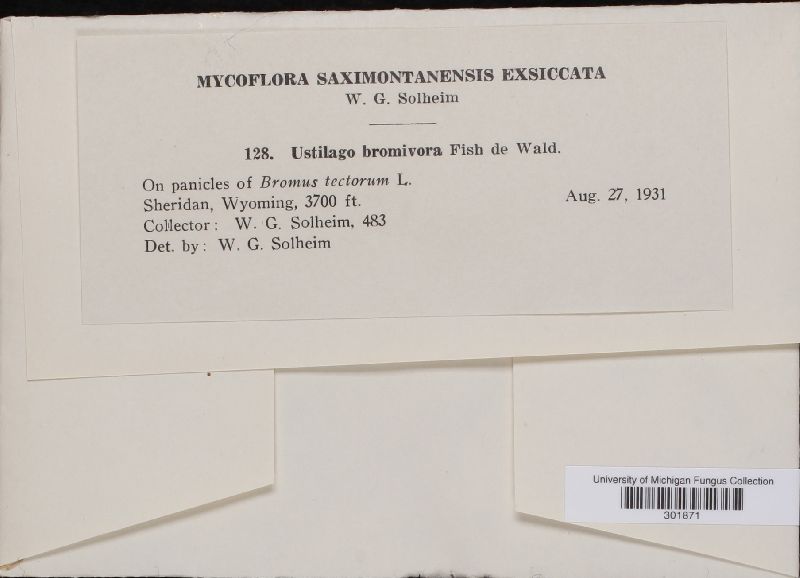 MYCOFLORA SAXIMONTANENSIS EXSICCATA
W. G. Solheim
128. Ustilago bromivora Fish de Wald.
On panicles of Bromus tectorum L.
Sheridan, Wyoming, 3700 ft. Aug. 27, 1931
Collector: W. G. Solheim, 483
Det. by: W. G. Solheim
University of Michigan Fungus Collection
301871